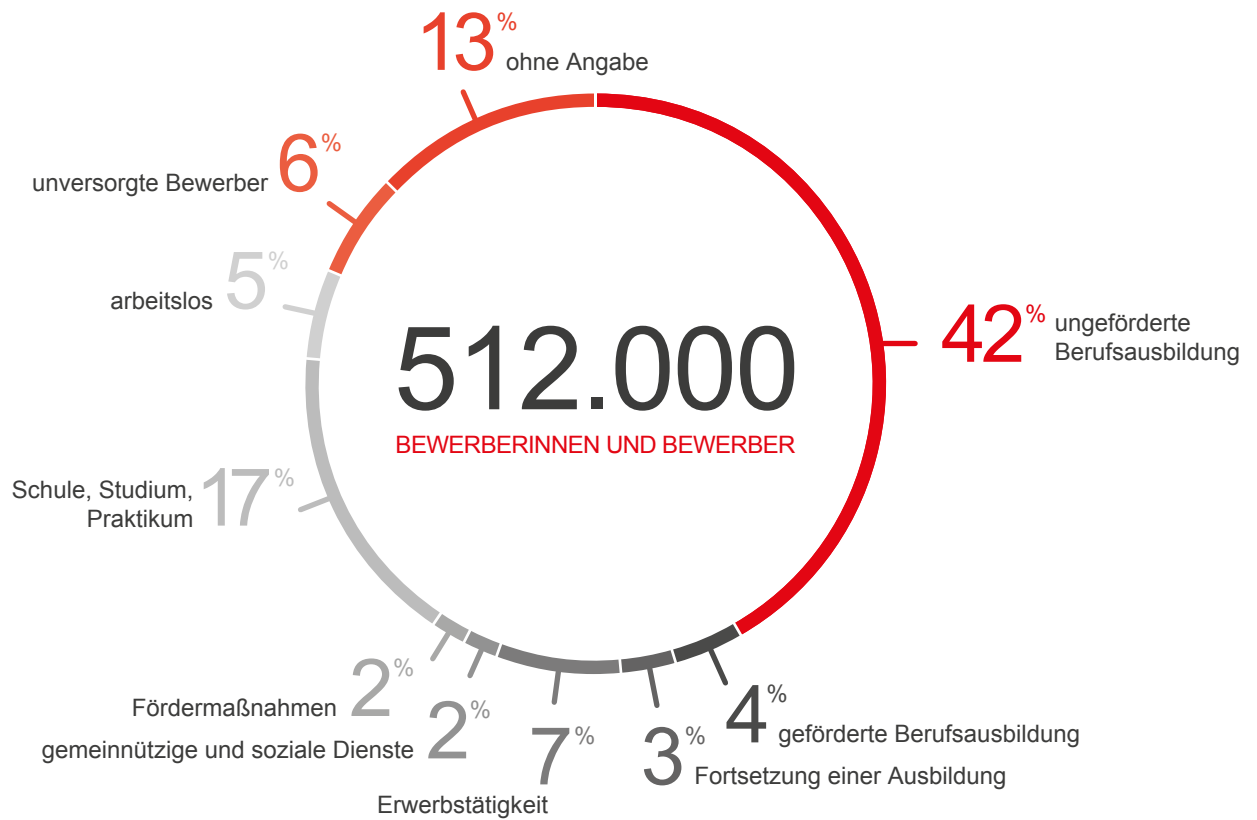 13% ohne Angabe
6% unversorgte Bewerber
5% arbeitslos
42% ungeförderte
Berufsausbildung
512.000
BEWERBERINNEN UND BEWERBER
17% Schule, Studium,
Praktikum
2% Fördermaßnahmen
2% gemeinnützige und soziale Dienste
7% Erwerbstätigkeit
3% Fortsetzung einer Ausbildung
4% geförderte Berufsausbildung